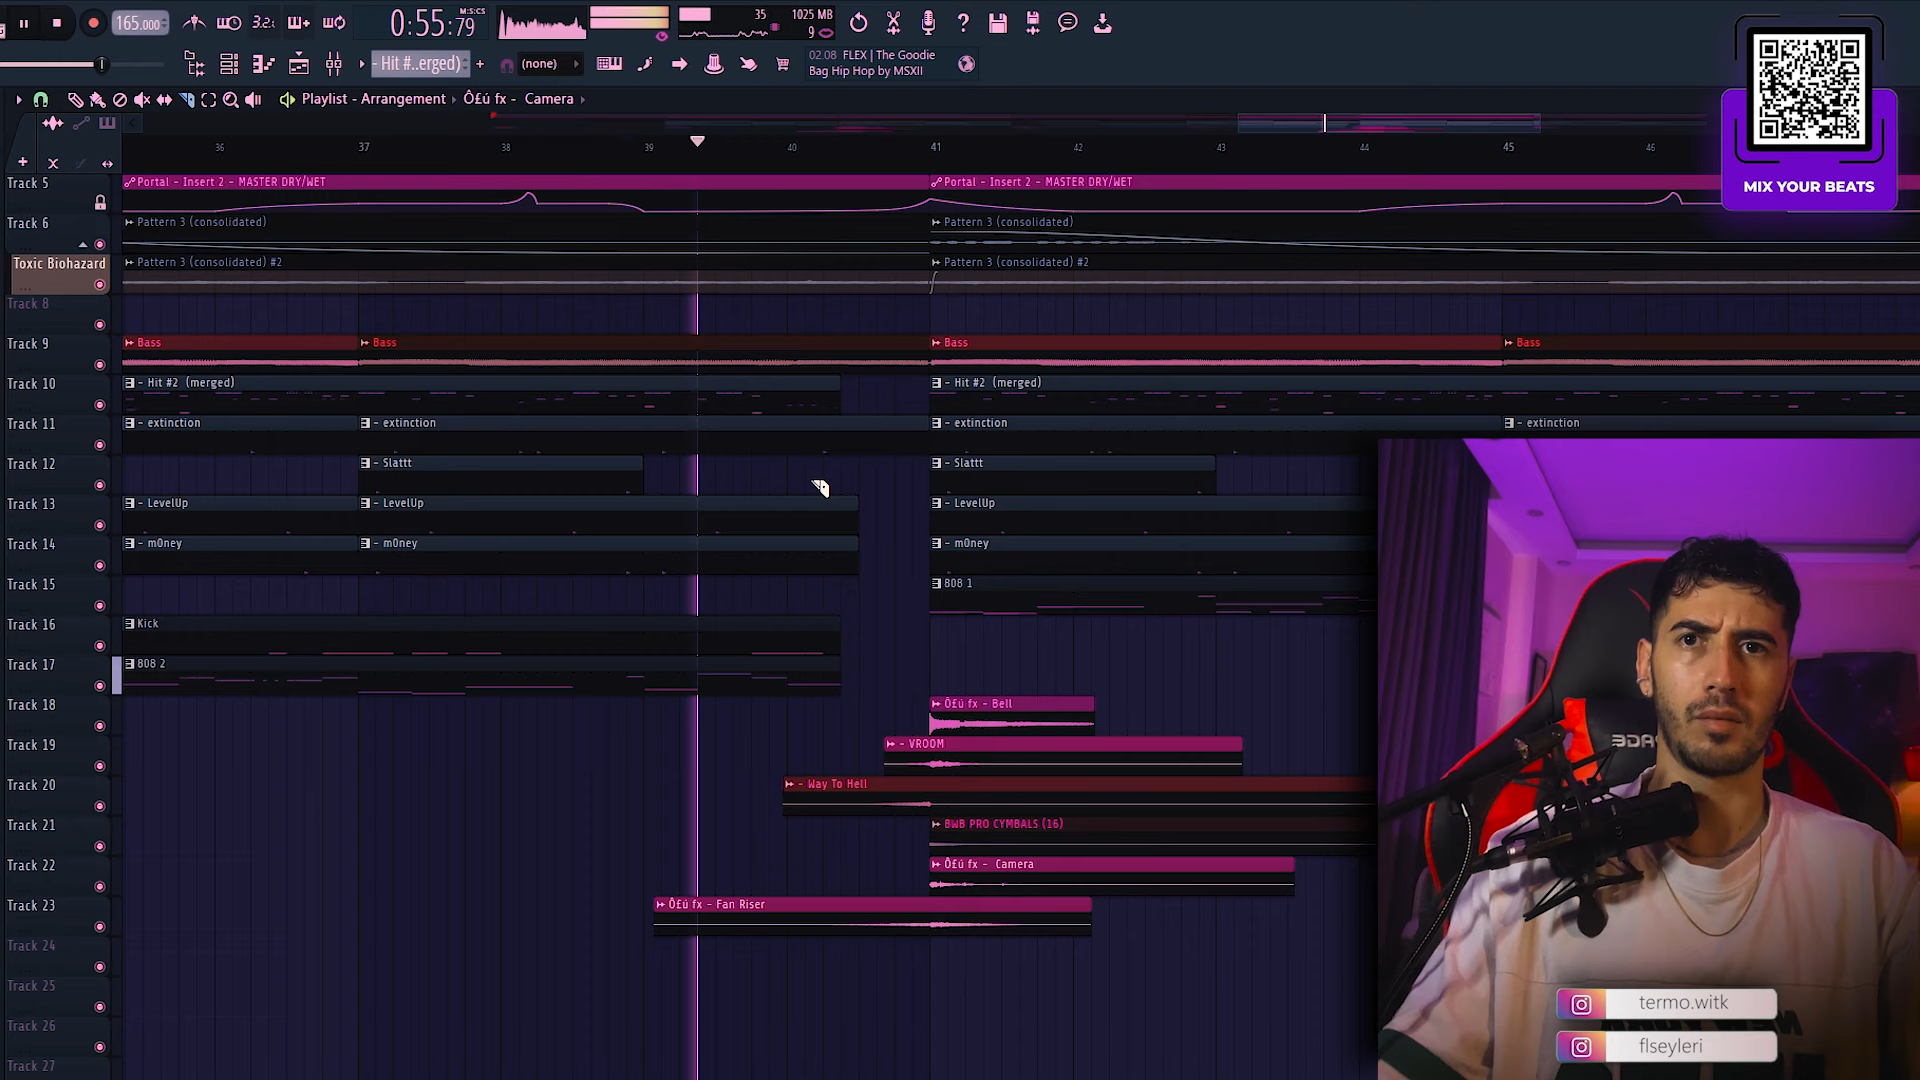 165.000
3.2.
0:55:79
M:S:CS
35
1025 MB
9
- Hit #..erged)
(none)
02.08 FLEX | The Goodie
Bag Hip Hop by MSXII
MIX YOUR BEATS
Playlist - Arrangement
Ô£ú fx - Camera
36
37
38
39
40
41
42
43
44
45
46
Track 5
Portal - Insert 2 - MASTER DRY/WET
Portal - Insert 2 - MASTER DRY/WET
Track 6
Pattern 3 (consolidated)
Pattern 3 (consolidated)
Toxic Biohazard
Pattern 3 (consolidated) #2
Pattern 3 (consolidated) #2
Track 8
Track 9
Bass
Bass
Bass
Bass
Track 10
- Hit #2 (merged)
- Hit #2 (merged)
Track 11
- extinction
- extinction
- extinction
- extinction
Track 12
- Slattt
- Slattt
Track 13
- LevelUp
- LevelUp
- LevelUp
Track 14
- m0ney
- m0ney
- m0ney
Track 15
808 1
Track 16
Kick
Track 17
808 2
Track 18
Ô£ú fx - Bell
Track 19
- VROOM
Track 20
- Way To Hell
Track 21
BWB PRO CYMBALS (16)
Track 22
Ô£ú fx - Camera
Track 23
Ô£ú fx - Fan Riser
Track 24
Track 25
Track 26
Track 27
termo.witk
flseyleri